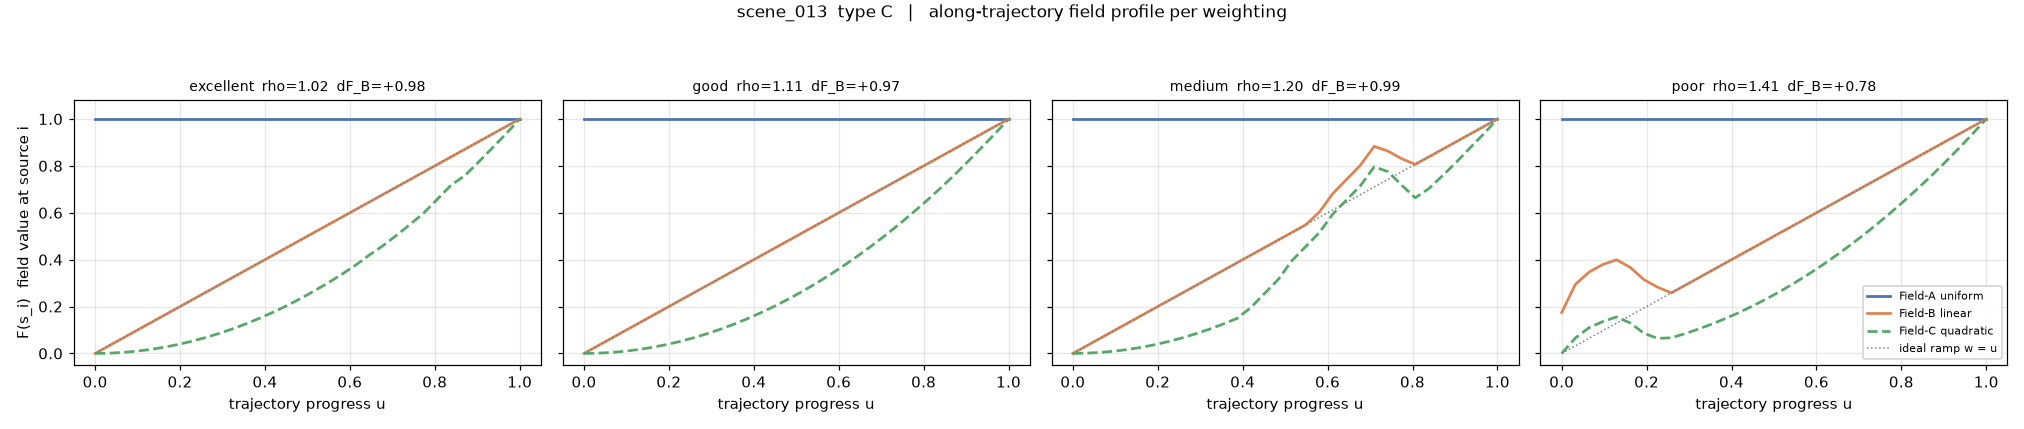 scene_013  type C   |   along-trajectory field profile per weighting
excellent  rho=1.02  dF_B=+0.98
good  rho=1.11  dF_B=+0.97
medium  rho=1.20  dF_B=+0.99
poor  rho=1.41  dF_B=+0.78
F(s_i)  field value at source i
1.0
0.8
0.6
0.4
0.2
0.0
0.0 0.2 0.4 0.6 0.8 1.0
0.0 0.2 0.4 0.6 0.8 1.0
0.0 0.2 0.4 0.6 0.8 1.0
0.0 0.2 0.4 0.6 0.8 1.0
trajectory progress u
trajectory progress u
trajectory progress u
trajectory progress u
Field-A uniform
Field-B linear
Field-C quadratic
ideal ramp w = u